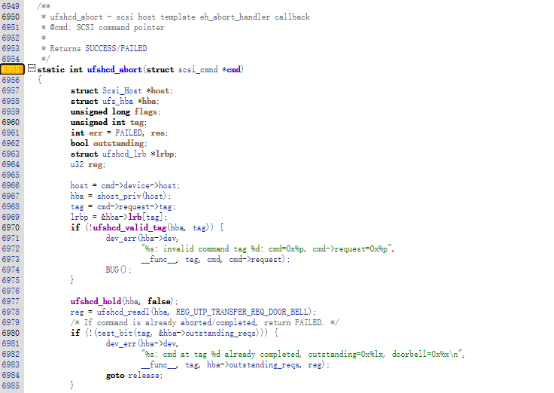 6949 /**
6950 * ufshcd_abort - scsi host template eh_abort_handler callback
6951 * @cmd: SCSI command pointer
6952 *
6953 * Returns SUCCESS/FAILED
6954 */
6955 static int ufshcd_abort(struct scsi_cmnd *cmd)
6956 {
6957 struct Scsi_Host *host;
6958 struct ufs_hba *hba;
6959 unsigned long flags;
6960 unsigned int tag;
6961 int err = FAILED, res;
6962 bool outstanding;
6963 struct ufshcd_lrb *lrbp;
6964 u32 reg;
6965
6966 host = cmd->device->host;
6967 hba = shost_priv(host);
6968 tag = cmd->request->tag;
6969 lrbp = &hba->lrb[tag];
6970 if (!ufshcd_valid_tag(hba, tag)) {
6971 dev_err(hba->dev,
6972 "%s: invalid command tag %d: cmd=0x%p, cmd->request=0x%p",
6973 __func__, tag, cmd, cmd->request);
6974 BUG();
6975 }
6976
6977 ufshcd_hold(hba, false);
6978 reg = ufshcd_readl(hba, REG_UTP_TRANSFER_REQ_DOOR_BELL);
6979 /* If command is already aborted/completed, return FAILED. */
6980 if (!(test_bit(tag, &hba->outstanding_reqs))) {
6981 dev_err(hba->dev,
6982 "%s: cmd at tag %d already completed, outstanding=0x%lx, doorbell=0x%x\n",
6983 __func__, tag, hba->outstanding_reqs, reg);
6984 goto release;
6985 }